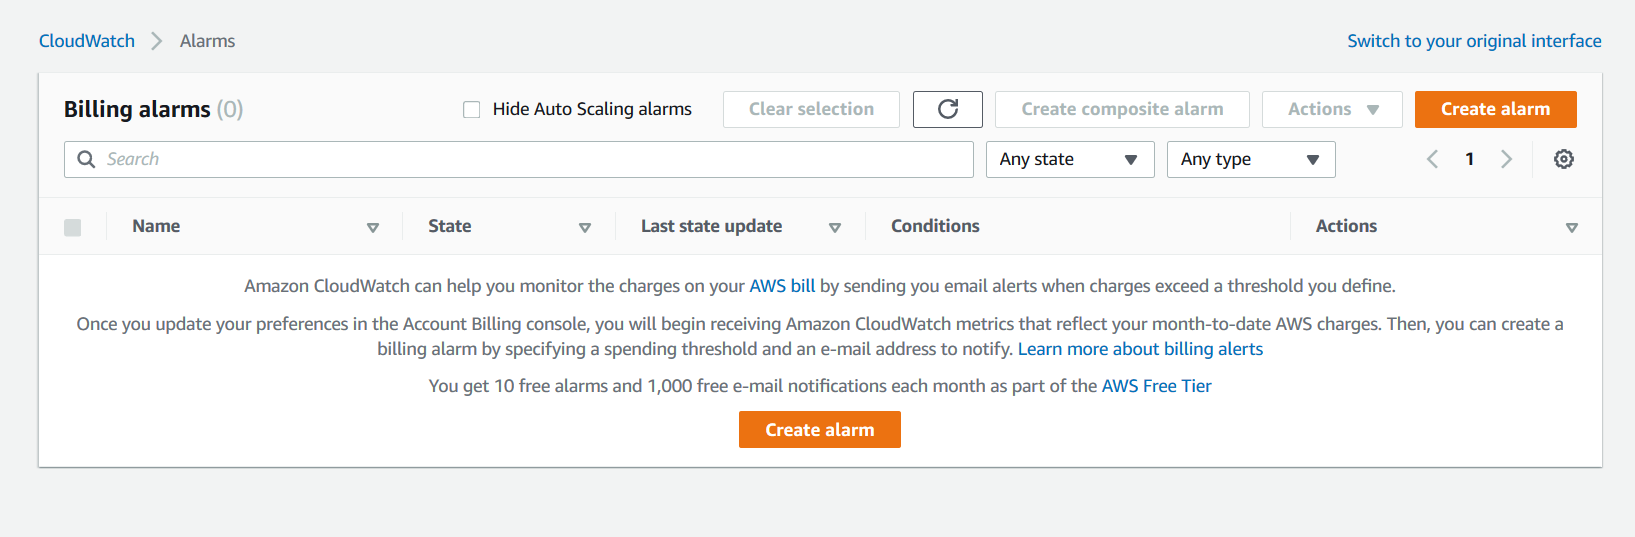 CloudWatch Alarms Switch to your original interface
Billing alarms (0) Hide Auto Scaling alarms Clear selection Create composite alarm Actions Create alarm
Search Any state Any type 1
Name State Last state update Conditions Actions
Amazon CloudWatch can help you monitor the charges on your AWS bill by sending you email alerts when charges exceed a threshold you define.
Once you update your preferences in the Account Billing console, you will begin receiving Amazon CloudWatch metrics that reflect your month-to-date AWS charges. Then, you can create a
billing alarm by specifying a spending threshold and an e-mail address to notify. Learn more about billing alerts
You get 10 free alarms and 1,000 free e-mail notifications each month as part of the AWS Free Tier
Create alarm